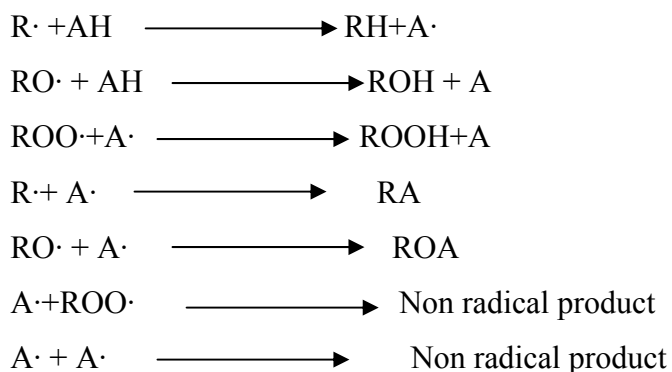 R· +AH ⟶ RH+A·
RO· + AH ⟶ ROH + A
ROO·+A· ⟶ ROOH+A
R·+ A· ⟶ RA
RO· + A· ⟶ ROA
A·+ROO· ⟶ Non radical product
A· + A· ⟶ Non radical product